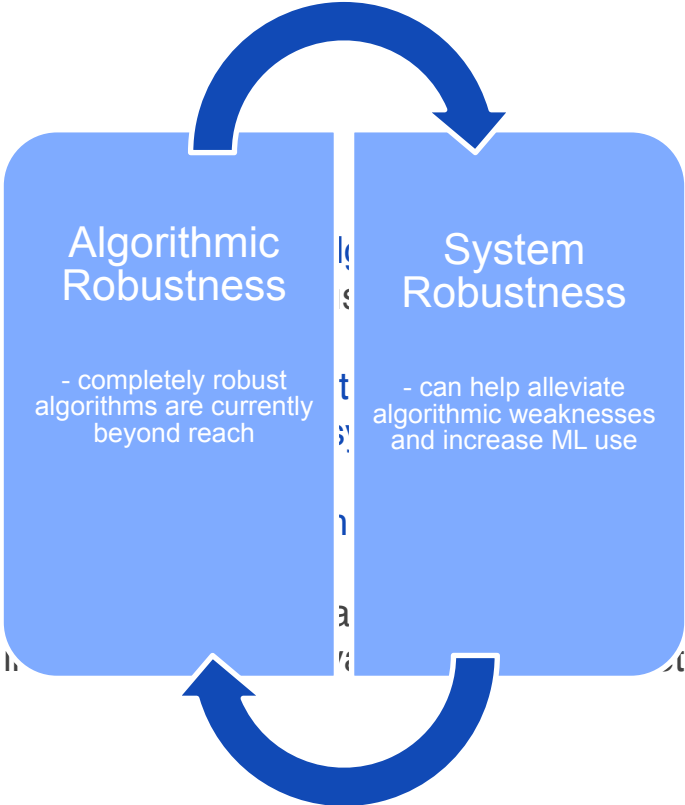 Algorithmic
Robustness
- completely robust
algorithms are currently
beyond reach
System
Robustness
- can help alleviate
algorithmic weaknesses
and increase ML use